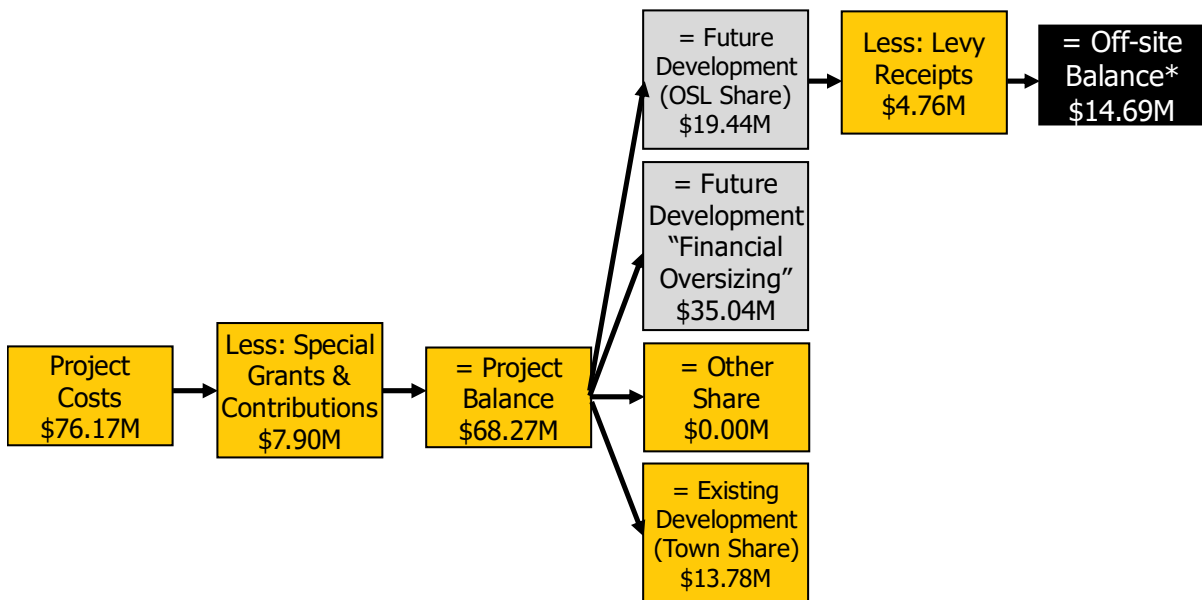 Project
Costs
$76.17M
Less: Special
Grants &
Contributions
$7.90M
= Project
Balance
$68.27M
= Future
Development
(OSL Share)
$19.44M
Less: Levy
Receipts
$4.76M
= Off-site
Balance*
$14.69M
= Future
Development
“Financial
Oversizing”
$35.04M
= Other
Share
$0.00M
= Existing
Development
(Town Share)
$13.78M